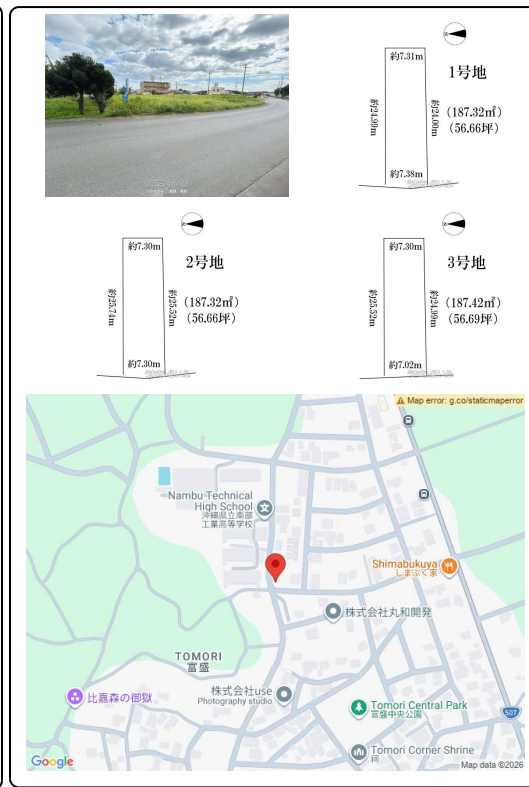 約7.31m
1号地
約24.99m
約24.00m
(187.32㎡)
(56.66坪)
約7.38m
約7.30m
2号地
約25.74m
約25.52m
(187.32㎡)
(56.66坪)
約7.30m
約7.30m
3号地
約25.52m
約24.99m
(187.42㎡)
(56.69坪)
約7.02m
Map error: g.co/staticmaperror
Nambu Technical
High School
沖縄県立南部
工業高等学校
Shimabukuya
しまぶく家
株式会社丸和開発
TOMORI
富盛
比嘉森の御獄
株式会社use
Photography studio
Tomori Central Park
富盛中央公園
507
Tomori Corner Shrine
祠
Google
Map data ©2026